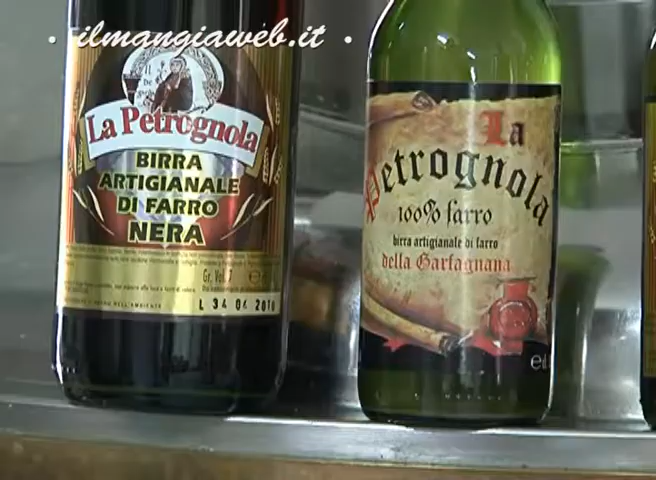 • ilmangiaweb.it •
La Petrognola
BIRRA
ARTIGIANALE
DI FARRO
NERA
Gr. Vol. 7
L 34 04 2010
La
Petrognola
100% farro
birra artigianale di farro
della Garfagnana